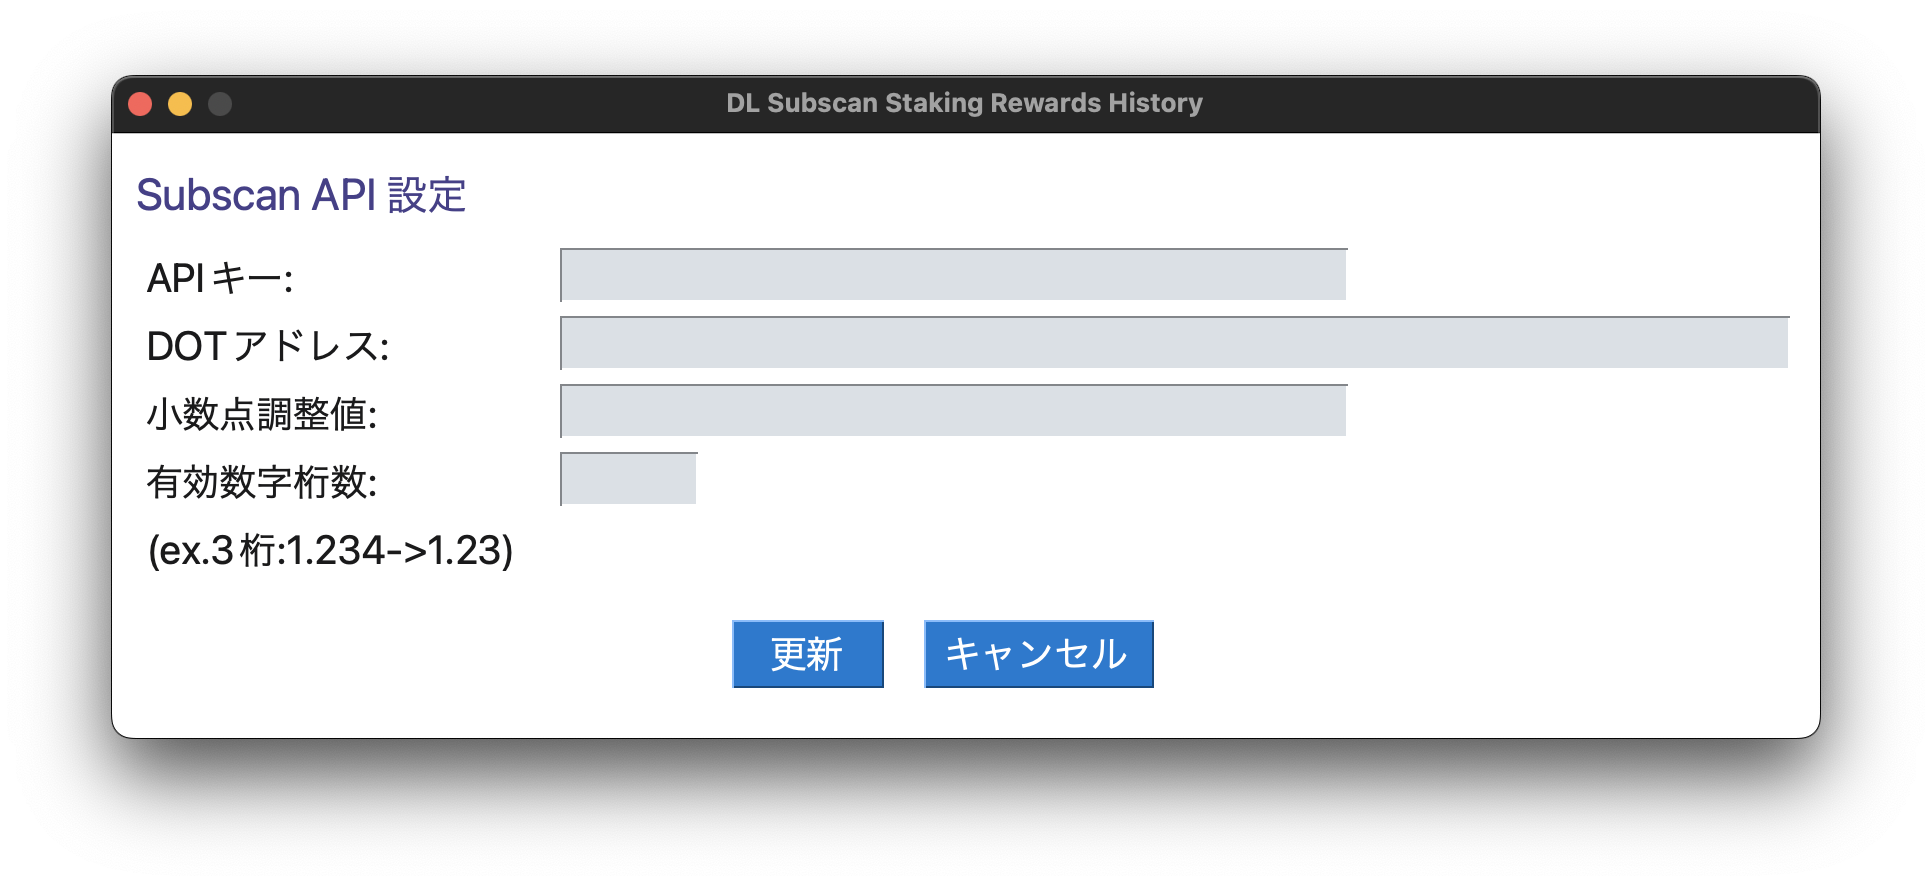 DL Subscan Staking Rewards History
Subscan API 設定
APIキー:
DOTアドレス:
小数点調整値:
有効数字桁数:
(ex.3桁:1.234->1.23)
更新 キャンセル